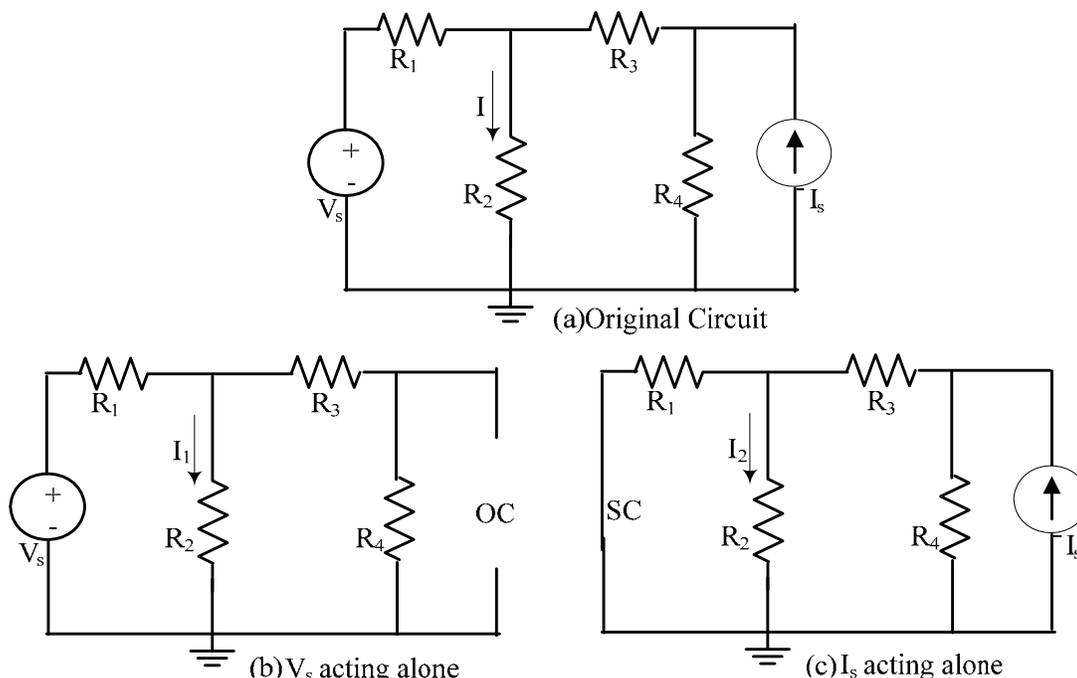 R₁
R₃
I
+
-
Vₛ
R₂
R₄
Iₛ
(a)Original Circuit
R₁
R₃
I₁
+
-
Vₛ
R₂
R₄
OC
(b)Vₛ acting alone
R₁
R₃
I₂
SC
R₂
R₄
Iₛ
(c)Iₛ acting alone